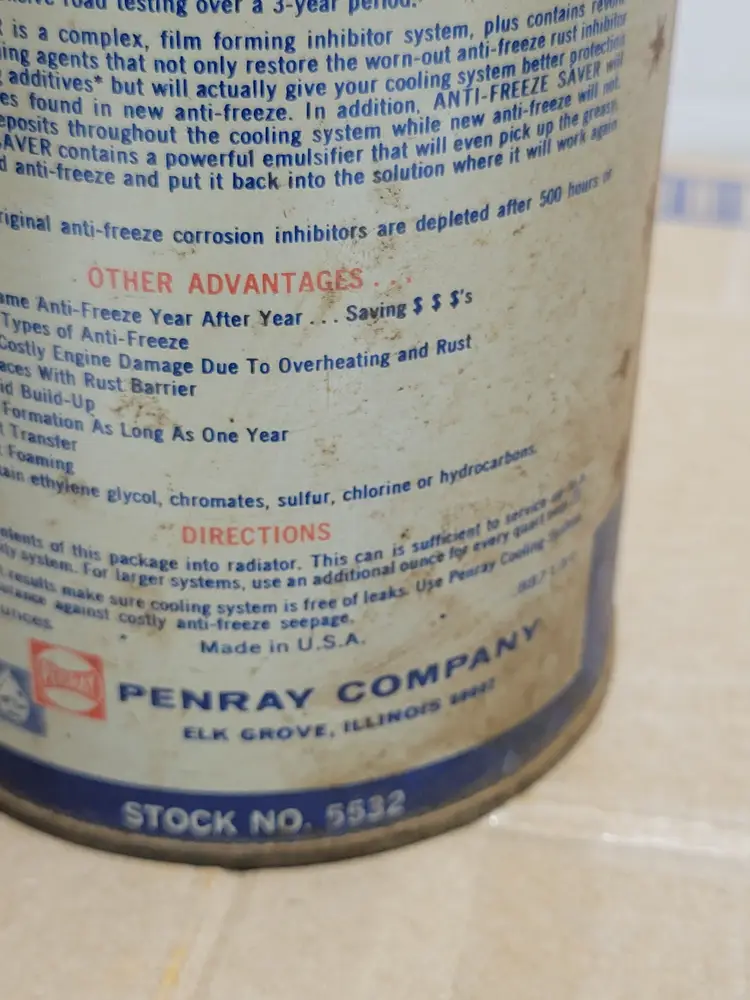 road testing over a 3-year period.
is a complex, film forming inhibitor system, plus contains
ing agents that not only restore the worn-out anti-freeze rust inhibitor
additives* but will actually give your cooling system better protection
es found in new anti-freeze. In addition, ANTI-FREEZE SAVER will
eposits throughout the cooling system while new anti-freeze will not.
AVER contains a powerful emulsifier that will even pick up the grease,
d anti-freeze and put it back into the solution where it will work again
riginal anti-freeze corrosion inhibitors are depleted after 500 hours or
OTHER ADVANTAGES . . .
ame Anti-Freeze Year After Year . . . Saving $ $ $'s
Types of Anti-Freeze
Costly Engine Damage Due To Overheating and Rust
aces With Rust Barrier
id Build-Up
Formation As Long As One Year
t Transfer
Foaming
ain ethylene glycol, chromates, sulfur, chlorine or hydrocarbons.
DIRECTIONS
ntents of this package into radiator. This can is sufficient to service up to
ity system. For larger systems, use an additional ounce for every quart
results make sure cooling system is free of leaks. Use Penray Cooling System
urance against costly anti-freeze seepage.
unces
Made in U.S.A.
PENRAY COMPANY
ELK GROVE, ILLINOIS
STOCK NO. 5532